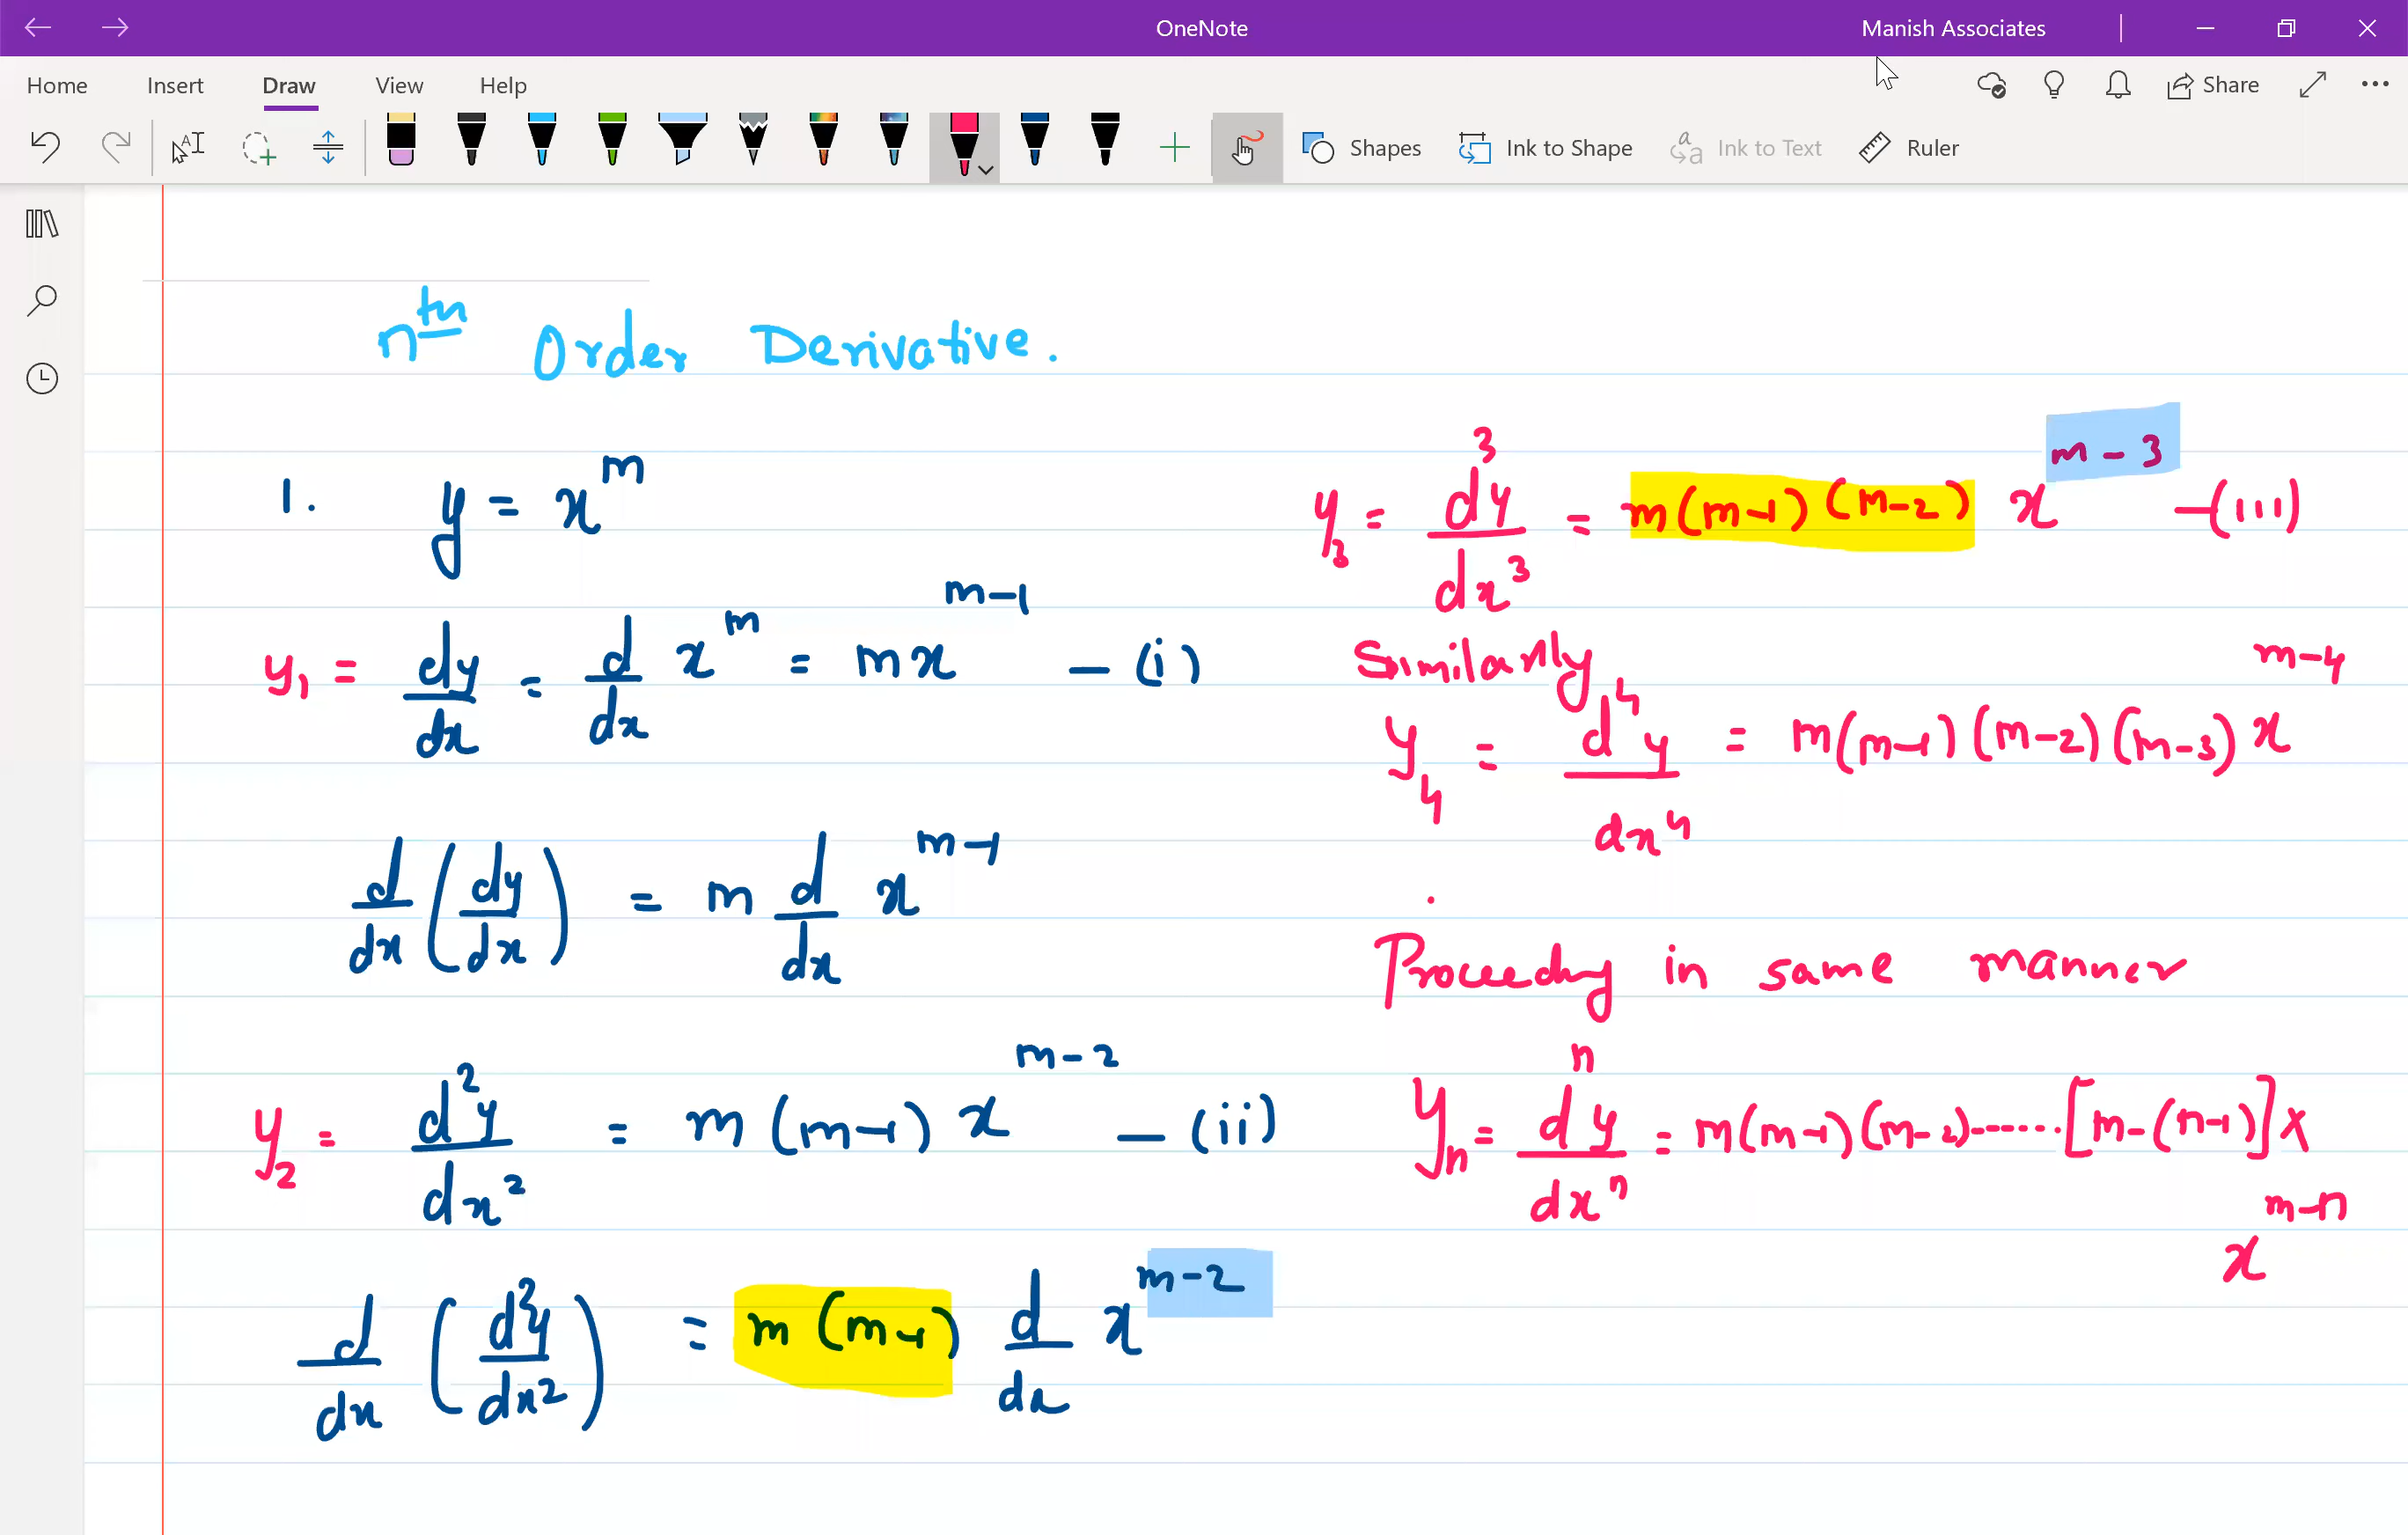 OneNote
Manish Associates
Home Insert Draw View Help
Share
Shapes Ink to Shape Ink to Text Ruler
nth Order Derivative.
1. y = x^m
y₁ = dy/dx = d/dx x^m = mx^(m-1) — (i)
d/dx (dy/dx) = m d/dx x^(m-1)
y₂ = d²y/dx² = m (m-1) x^(m-2) — (ii)
d/dx (d²y/dx²) = m (m-1) d/dx x^(m-2)
y₃ = d³y/dx³ = m(m-1)(m-2) x^(m-3) — (iii)
Similarly
y₄ = d⁴y/dx⁴ = m(m-1)(m-2)(m-3) x^(m-4)
.
Proceedng in same manner
yₙ = dⁿy/dxⁿ = m(m-1)(m-2)-------[m-(n-1)] ×
x^(m-n)